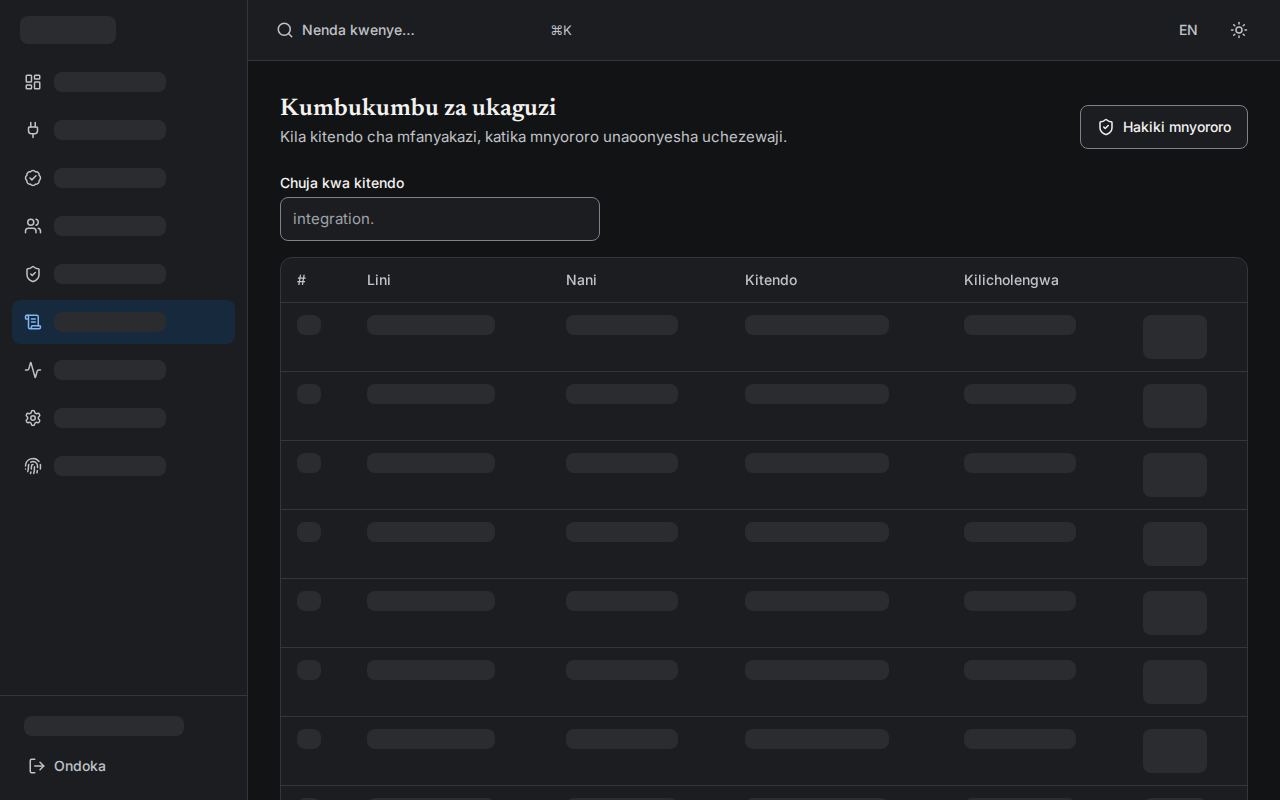 Nenda kwenye... ⌘K
EN
Kumbukumbu za ukaguzi
Kila kitendo cha mfanyakazi, katika mnyororo unaoonyesha uchezewaji.
Hakiki mnyororo
Chuja kwa kitendo
integration.
# Lini Nani Kitendo Kilicholengwa
Ondoka